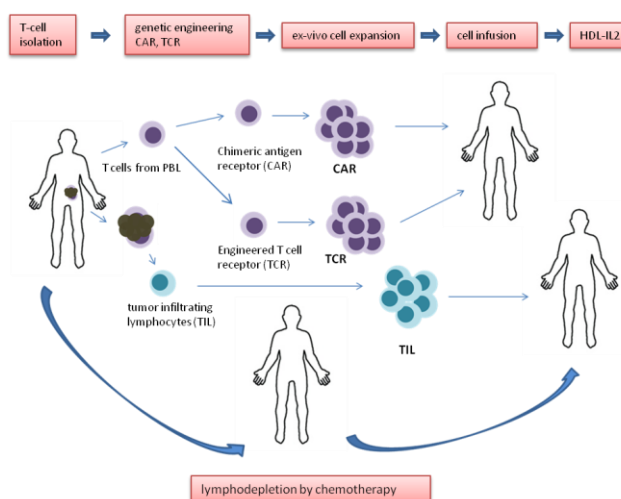 T-cell
isolation
genetic engineering
CAR, TCR
ex-vivo cell expansion
cell infusion
HDL-IL2
T cells from PBL
Chimeric antigen
receptor (CAR)
CAR
Engineered T cell
receptor (TCR)
TCR
tumor infiltrating
lymphocytes (TIL)
TIL
lymphodepletion by chemotherapy